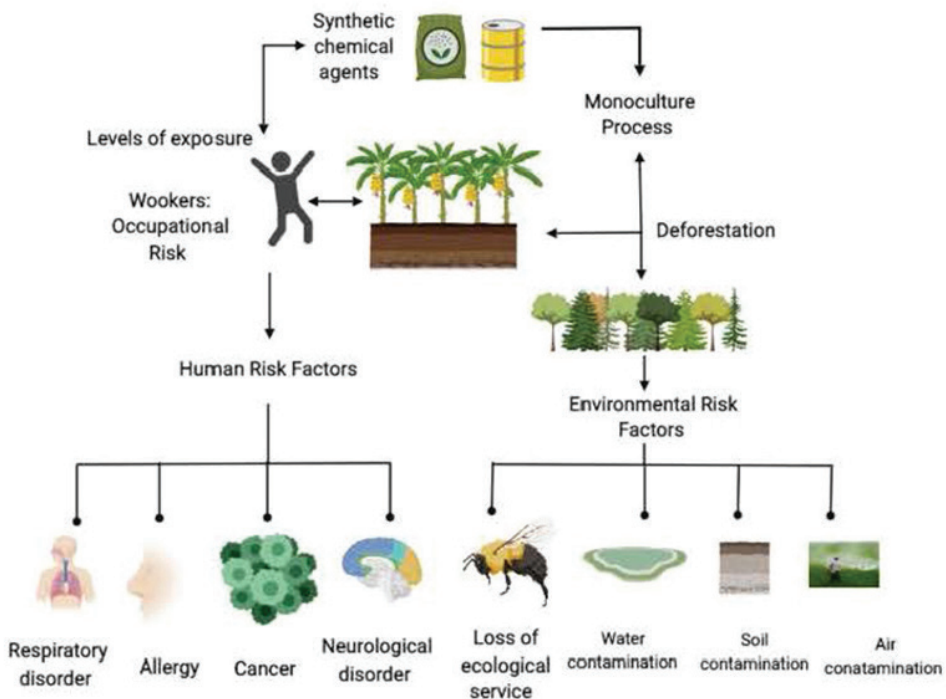 Synthetic
chemical
agents
Monoculture
Process
Levels of exposure
Wookers:
Occupational
Risk
Deforestation
Human Risk Factors
Environmental Risk
Factors
Respiratory
disorder
Allergy
Cancer
Neurological
disorder
Loss of
ecological
service
Water
contamination
Soil
contamination
Air
conatamination